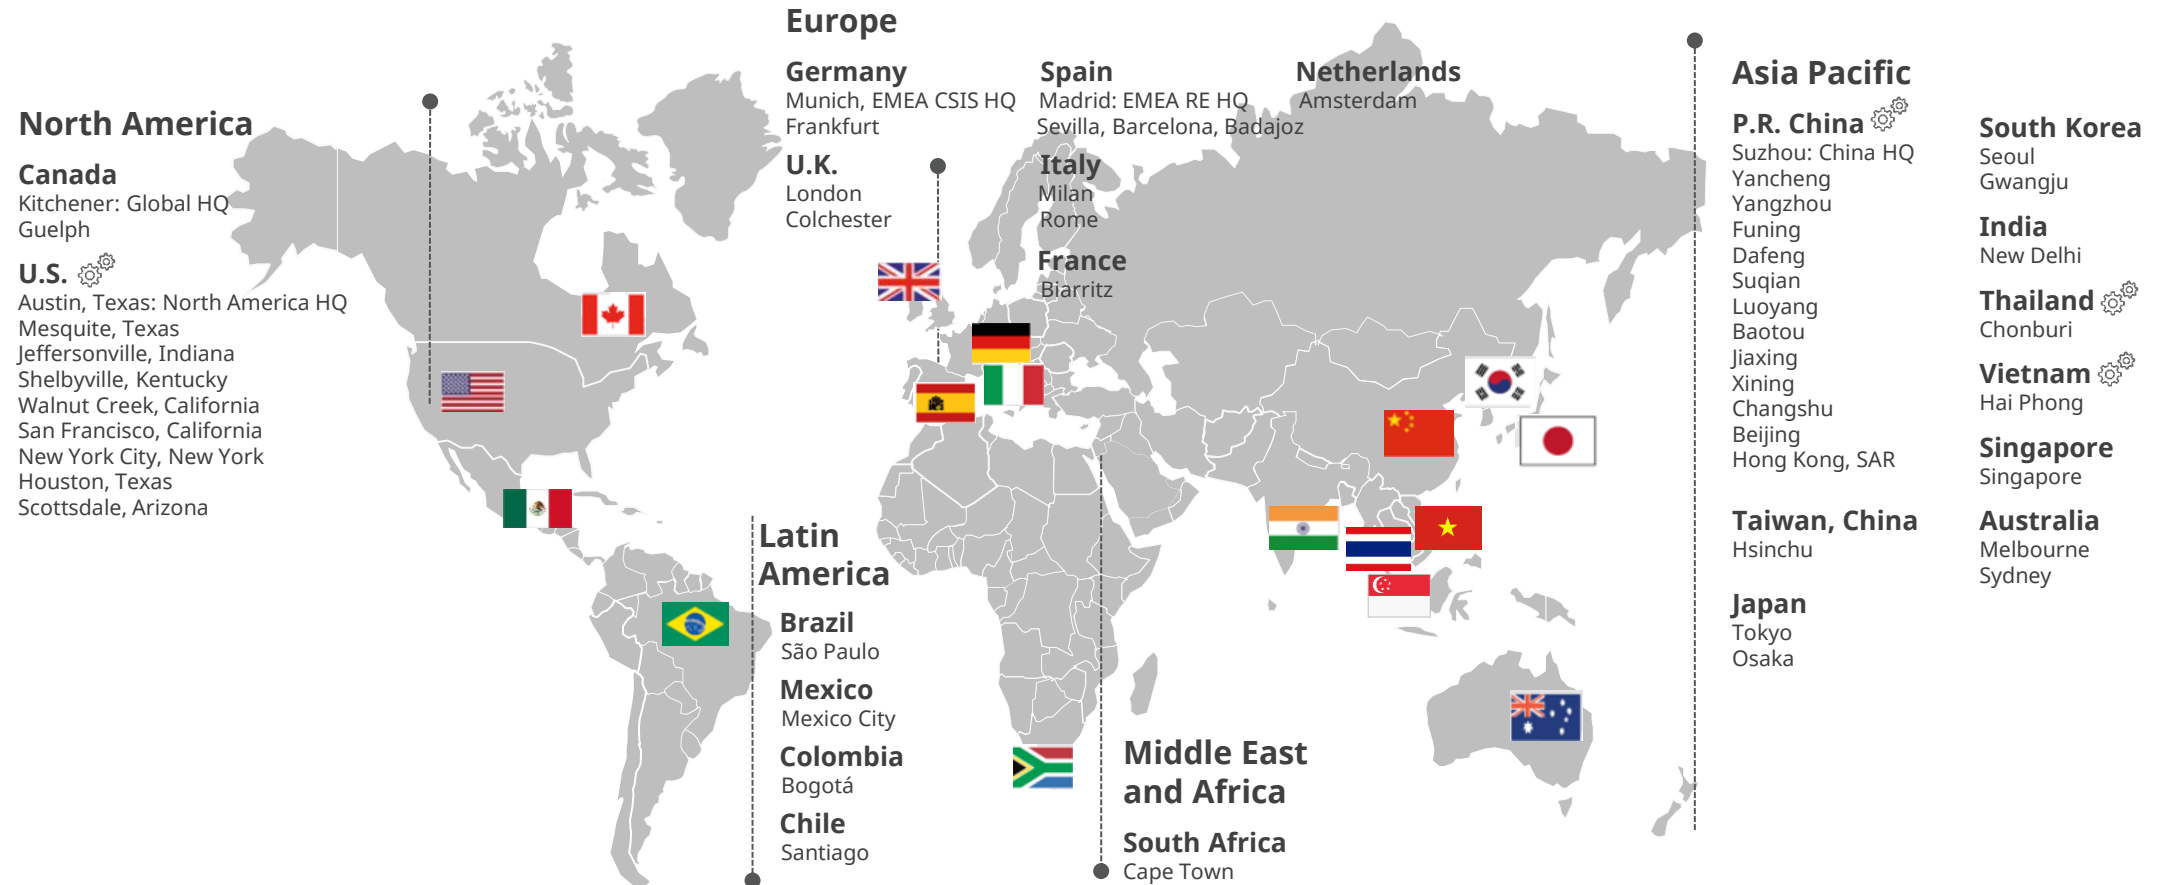 North America
Canada
Kitchener: Global HQ
Guelph
U.S.
Austin, Texas: North America HQ
Mesquite, Texas
Jeffersonville, Indiana
Shelbyville, Kentucky
Walnut Creek, California
San Francisco, California
New York City, New York
Houston, Texas
Scottsdale, Arizona
Europe
Germany
Munich, EMEA CSIS HQ
Frankfurt
U.K.
London
Colchester
Spain
Madrid: EMEA RE HQ
Sevilla, Barcelona, Badajoz
Italy
Milan
Rome
France
Biarritz
Netherlands
Amsterdam
Latin
America
Brazil
São Paulo
Mexico
Mexico City
Colombia
Bogotá
Chile
Santiago
Middle East
and Africa
South Africa
Cape Town
Asia Pacific
P.R. China
Suzhou: China HQ
Yancheng
Yangzhou
Funing
Dafeng
Suqian
Luoyang
Baotou
Jiaxing
Xining
Changshu
Beijing
Hong Kong, SAR
Taiwan, China
Hsinchu
Japan
Tokyo
Osaka
South Korea
Seoul
Gwangju
India
New Delhi
Thailand
Chonburi
Vietnam
Hai Phong
Singapore
Singapore
Australia
Melbourne
Sydney